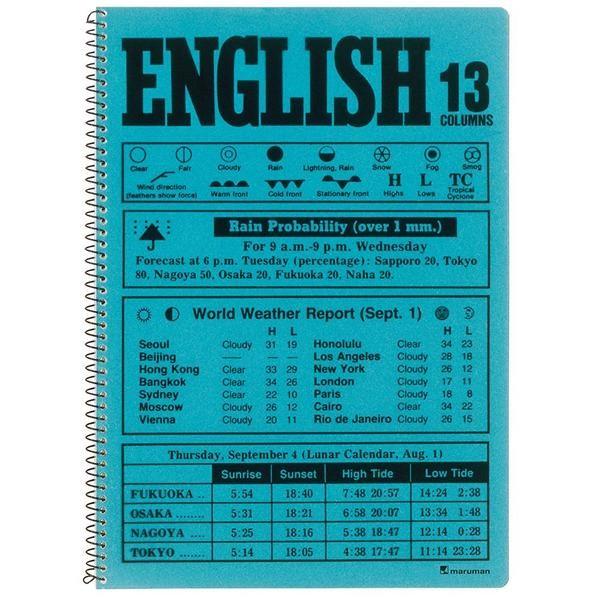 ENGLISH 13
COLUMNS
Clear Fair Cloudy Rain Lightning, Rain Snow Fog Smog
H L TC
Wind direction
(feathers show force) Warm front Cold front Stationary front Highs Lows Tropical Cyclone
Rain Probability (over 1 mm.)
For 9 a.m.-9 p.m. Wednesday
Forecast at 6 p.m. Tuesday (percentage): Sapporo 20, Tokyo
80, Nagoya 50, Osaka 20, Fukuoka 20, Naha 20.
World Weather Report (Sept. 1)
H L H L
Seoul Cloudy 31 19 Honolulu Clear 34 23
Beijing — — — Los Angeles Cloudy 28 18
Hong Kong Clear 33 29 New York Cloudy 26 12
Bangkok Clear 34 26 London Cloudy 17 11
Sydney Clear 22 10 Paris Cloudy 18 8
Moscow Cloudy 26 12 Cairo Clear 34 22
Vienna Cloudy 20 11 Rio de Janeiro Cloudy 26 15
Thursday, September 4 (Lunar Calendar, Aug. 1)
Sunrise Sunset High Tide Low Tide
FUKUOKA .. 5:54 18:40 7:48 20:57 14:24 2:38
OSAKA ........ 5:31 18:21 6:58 20:07 13:34 1:48
NAGOYA .... 5:25 18:16 5:38 18:47 12:14 0:28
TOKYO ....... 5:14 18:05 4:38 17:47 11:14 23:28
maruman